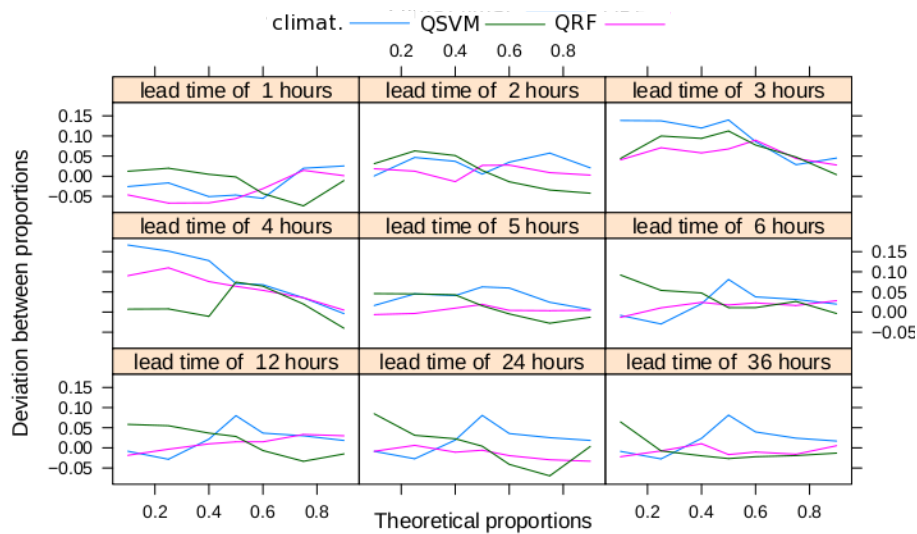 climat. QSVM QRF
0.2 0.4 0.6 0.8
lead time of 1 hours lead time of 2 hours lead time of 3 hours
0.15
0.10
0.05
0.00
−0.05
lead time of 4 hours lead time of 5 hours lead time of 6 hours
0.15
0.10
0.05
0.00
−0.05
lead time of 12 hours lead time of 24 hours lead time of 36 hours
0.15
0.10
0.05
0.00
−0.05
0.2 0.4 0.6 0.8 0.2 0.4 0.6 0.8
Deviation between proportions
Theoretical proportions